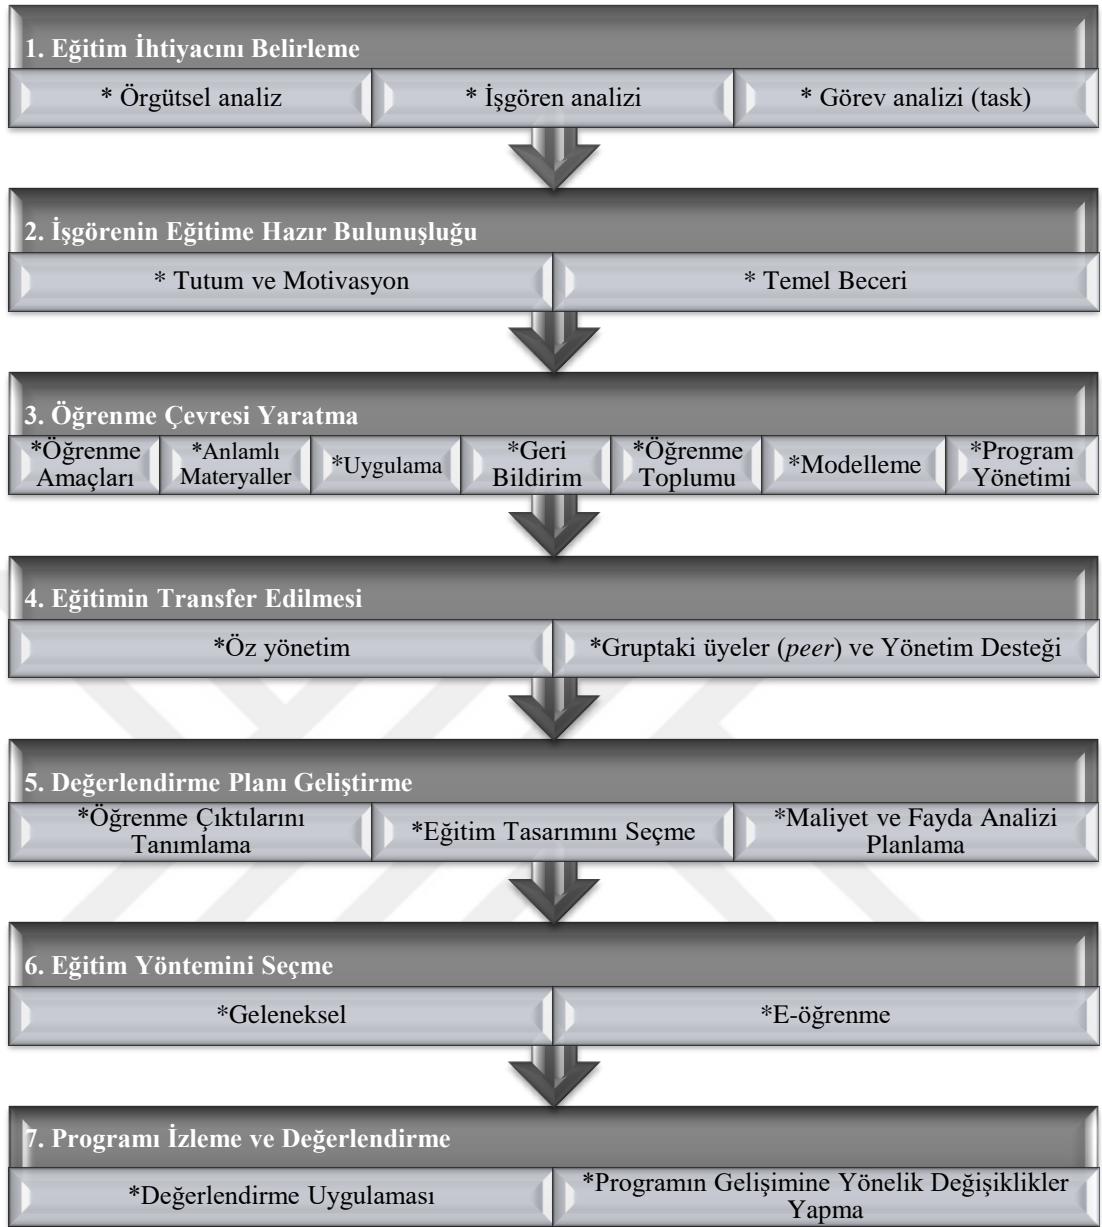 1. Eğitim İhtiyacını Belirleme
* Örgütsel analiz
* İşgören analizi
* Görev analizi (task)
2. İşgörenin Eğitime Hazır Bulunuşluğu
* Tutum ve Motivasyon
* Temel Beceri
3. Öğrenme Çevresi Yaratma
*Öğrenme
Amaçları
*Anlamlı
Materyaller
*Uygulama
*Geri
Bildirim
*Öğrenme
Toplumu
*Modelleme
*Program
Yönetimi
4. Eğitimin Transfer Edilmesi
*Öz yönetim
*Gruptaki üyeler (peer) ve Yönetim Desteği
5. Değerlendirme Planı Geliştirme
*Öğrenme Çıktılarını
Tanımlama
*Eğitim Tasarımını Seçme
*Maliyet ve Fayda Analizi
Planlama
6. Eğitim Yöntemini Seçme
*Geleneksel
*E-öğrenme
7. Programı İzleme ve Değerlendirme
*Değerlendirme Uygulaması
*Programın Gelişimine Yönelik Değişiklikler
Yapma